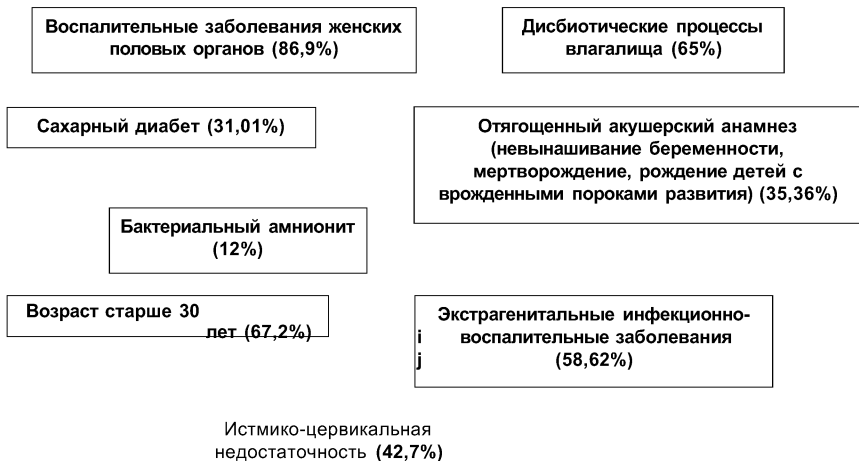 Воспалительные заболевания женских
половых органов (86,9%)
Дисбиотические процессы
влагалища (65%)
Сахарный диабет (31,01%)
Отягощенный акушерский анамнез
(невынашивание беременности,
мертворождение, рождение детей с
врожденными пороками развития) (35,36%)
Бактериальный амнионит
(12%)
Возраст старше 30
лет (67,2%)
Экстрагенитальные инфекционно-
i воспалительные заболевания
j (58,62%)
Истмико-цервикальная
недостаточность (42,7%)